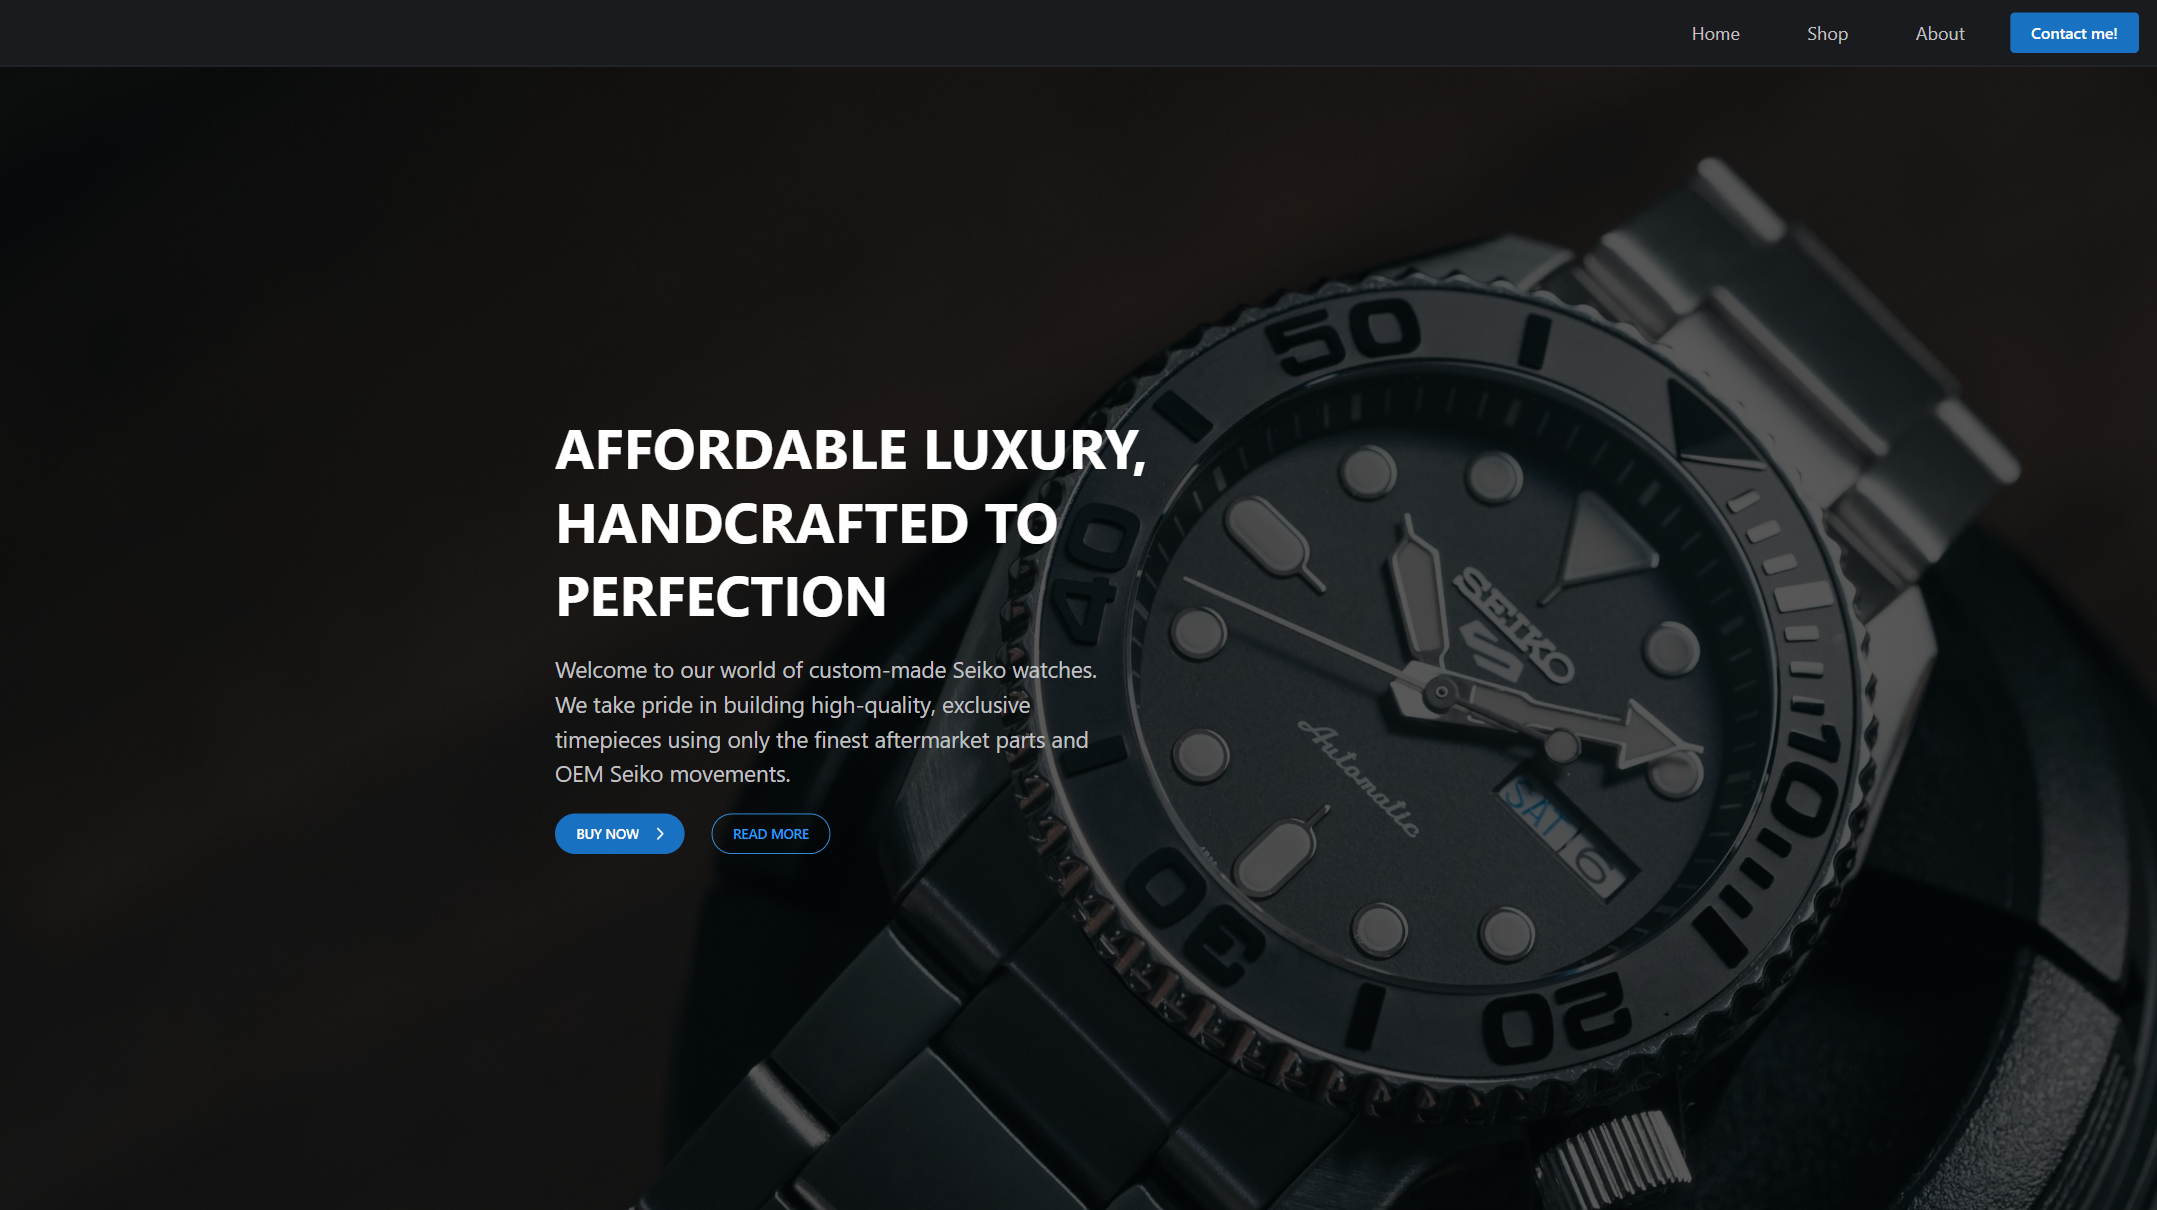 Home Shop About Contact me!
AFFORDABLE LUXURY,
HANDCRAFTED TO
PERFECTION
Welcome to our world of custom-made Seiko watches.
We take pride in building high-quality, exclusive
timepieces using only the finest aftermarket parts and
OEM Seiko movements.
BUY NOW READ MORE
50
40
SEIKO
5
Automatic
10
SAT 16
30
20